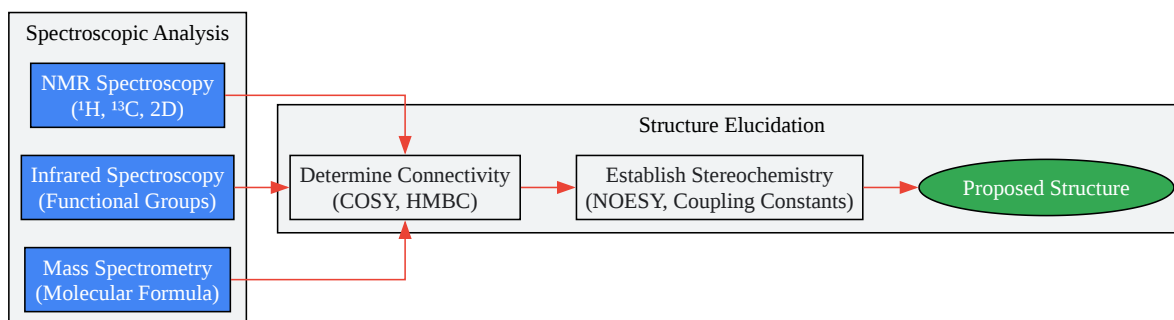 Spectroscopic Analysis
NMR Spectroscopy
(¹H, ¹³C, 2D)
Infrared Spectroscopy
(Functional Groups)
Mass Spectrometry
(Molecular Formula)
Structure Elucidation
Determine Connectivity
(COSY, HMBC)
Establish Stereochemistry
(NOESY, Coupling Constants)
Proposed Structure